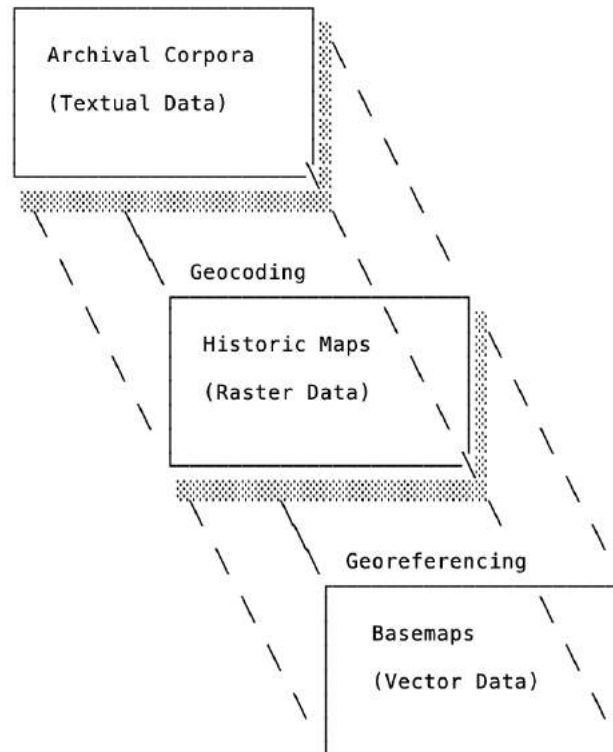 Archival Corpora
(Textual Data)
Geocoding
Historic Maps
(Raster Data)
Georeferencing
Basemaps
(Vector Data)